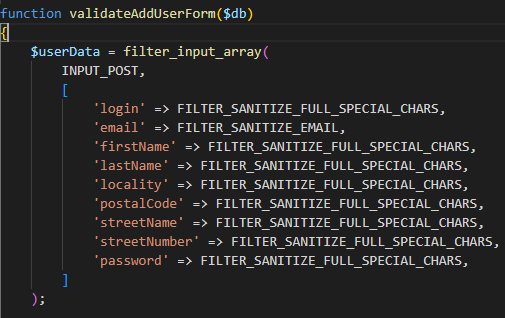 function validateAddUserForm($db)
{
    $userData = filter_input_array(
        INPUT_POST,
        [
            'login' => FILTER_SANITIZE_FULL_SPECIAL_CHARS,
            'email' => FILTER_SANITIZE_EMAIL,
            'firstName' => FILTER_SANITIZE_FULL_SPECIAL_CHARS,
            'lastName' => FILTER_SANITIZE_FULL_SPECIAL_CHARS,
            'locality' => FILTER_SANITIZE_FULL_SPECIAL_CHARS,
            'postalCode' => FILTER_SANITIZE_FULL_SPECIAL_CHARS,
            'streetName' => FILTER_SANITIZE_FULL_SPECIAL_CHARS,
            'streetNumber' => FILTER_SANITIZE_FULL_SPECIAL_CHARS,
            'password' => FILTER_SANITIZE_FULL_SPECIAL_CHARS,
        ]
    );